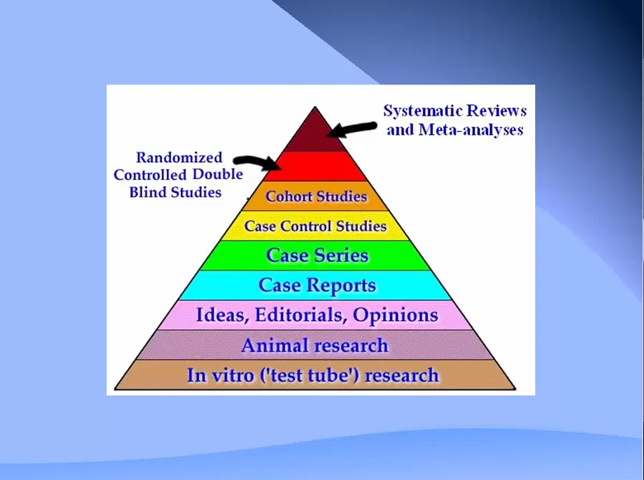 Systematic Reviews
and Meta-analyses
Randomized
Controlled Double
Blind Studies
Cohort Studies
Case Control Studies
Case Series
Case Reports
Ideas, Editorials, Opinions
Animal research
In vitro ('test tube') research